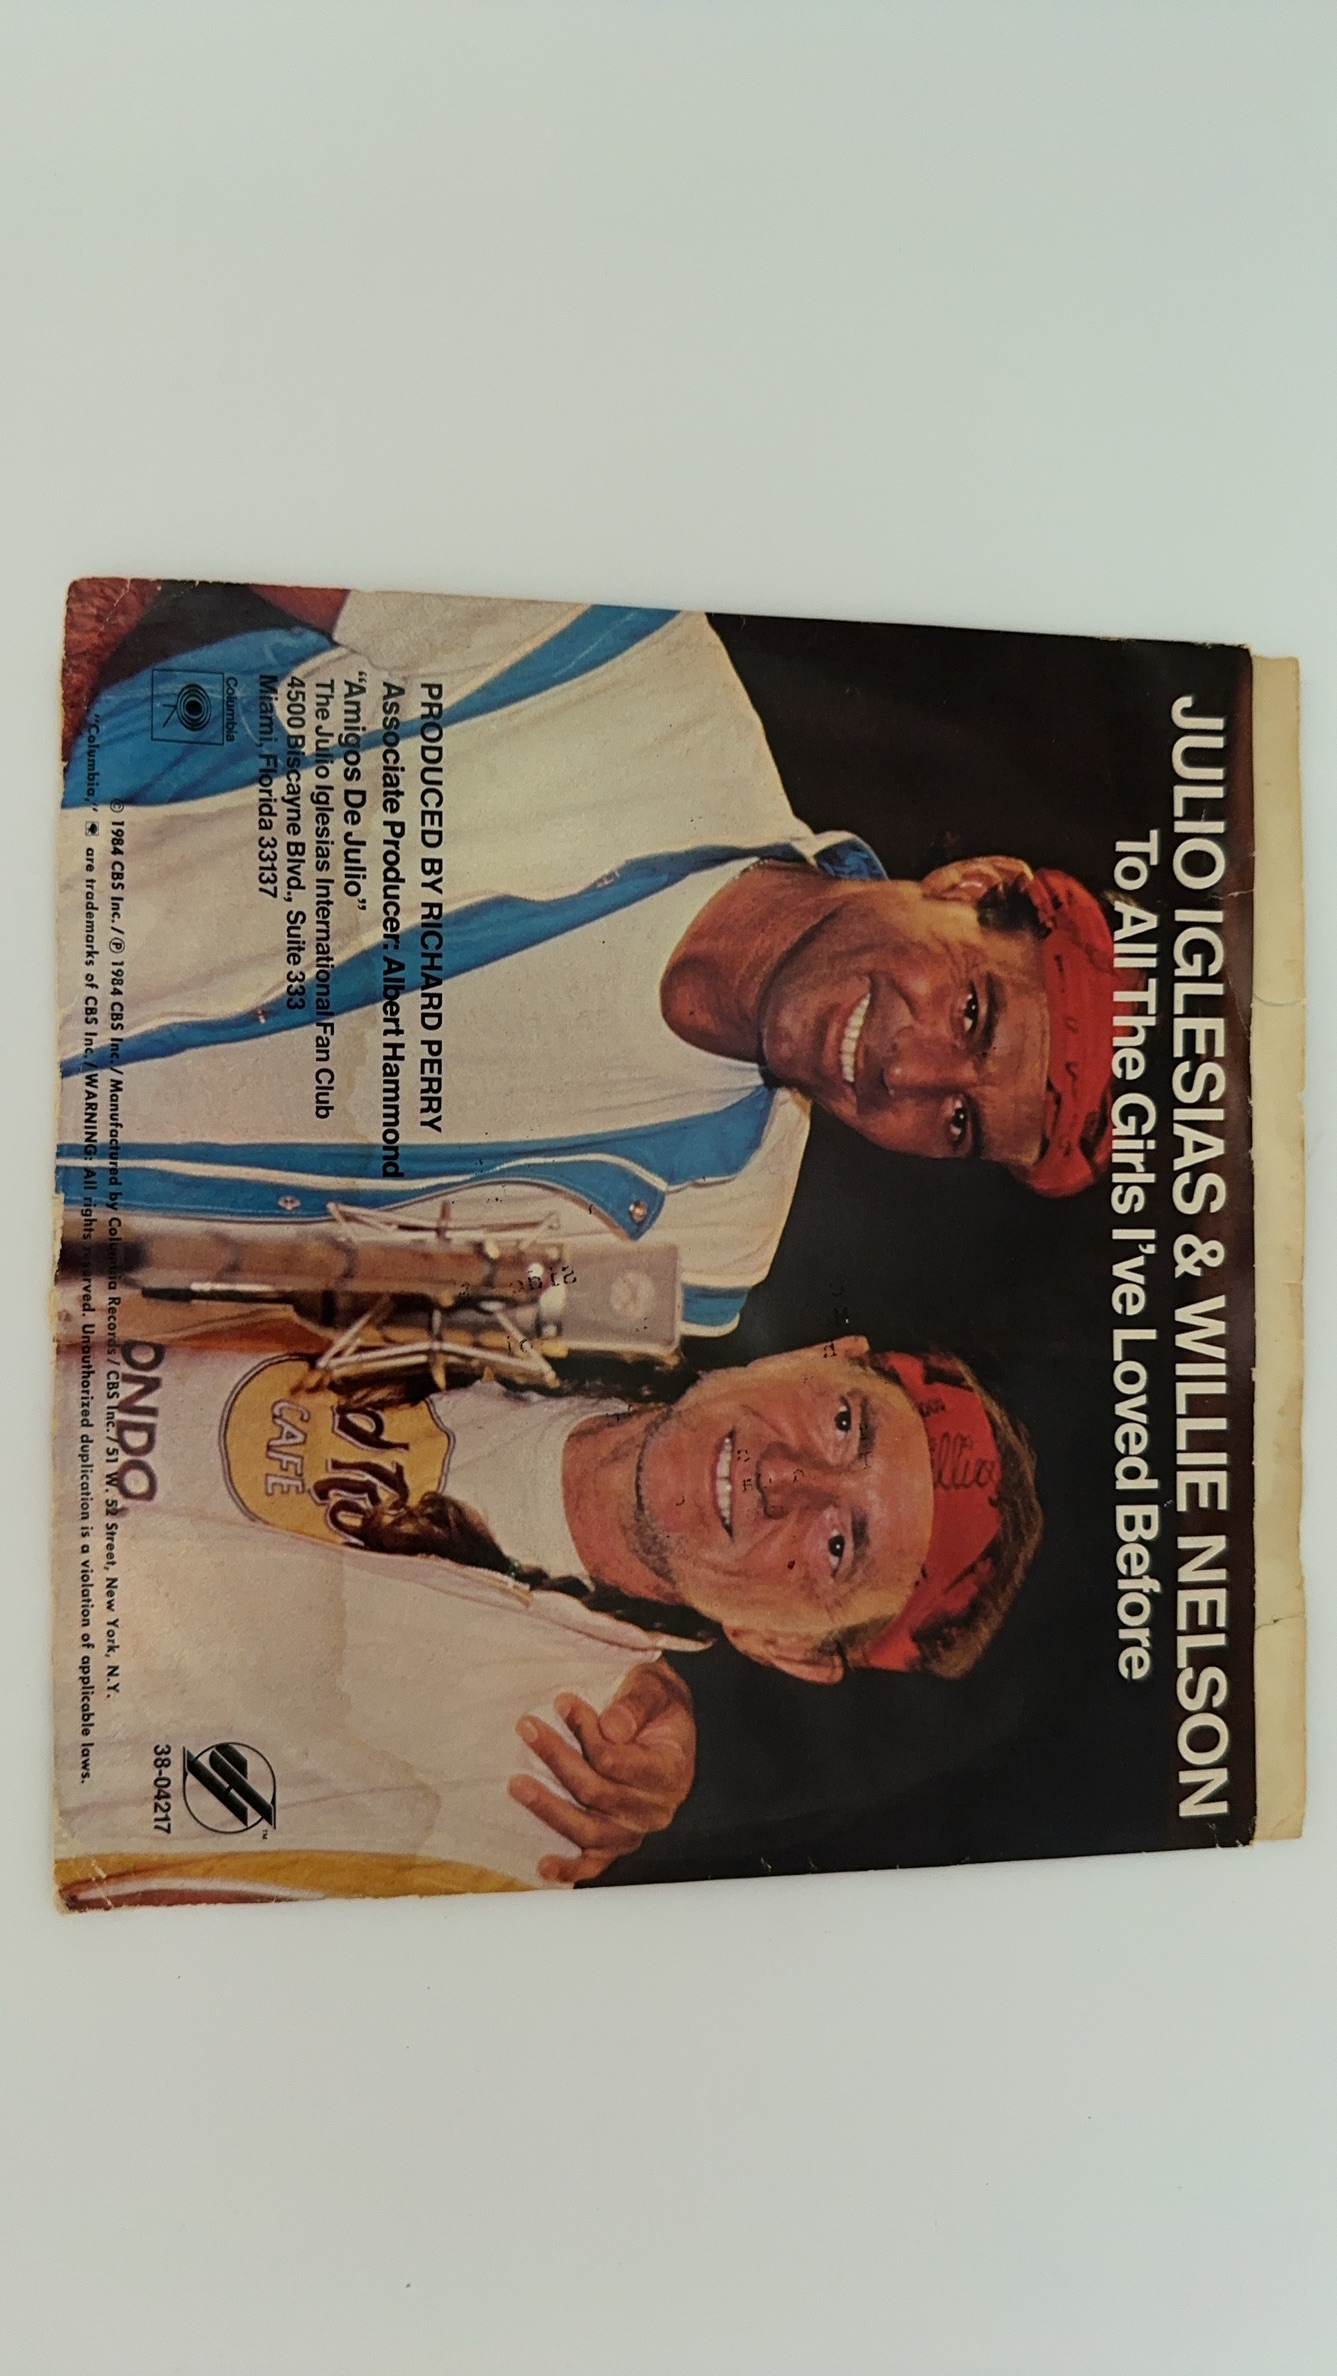 JULIO IGLESIAS & WILLIE NELSON
To All The Girls I've Loved Before
PRODUCED BY RICHARD PERRY
Associate Producer: Albert Hammond
“Amigos De Julio”
The Julio Iglesias International Fan Club
4500 Biscayne Blvd., Suite 333
Miami, Florida 33137
Columbia
CAFE
ONDO
38-04217
© 1984 CBS Inc./ ℗ 1984 CBS Inc./ Manufactured by Columbia Records/ CBS Inc./ 51 W. 52 Street, New York, N.Y.
"Columbia," are trademarks of CBS Inc./ WARNING: All rights reserved. Unauthorized duplication is a violation of applicable laws.